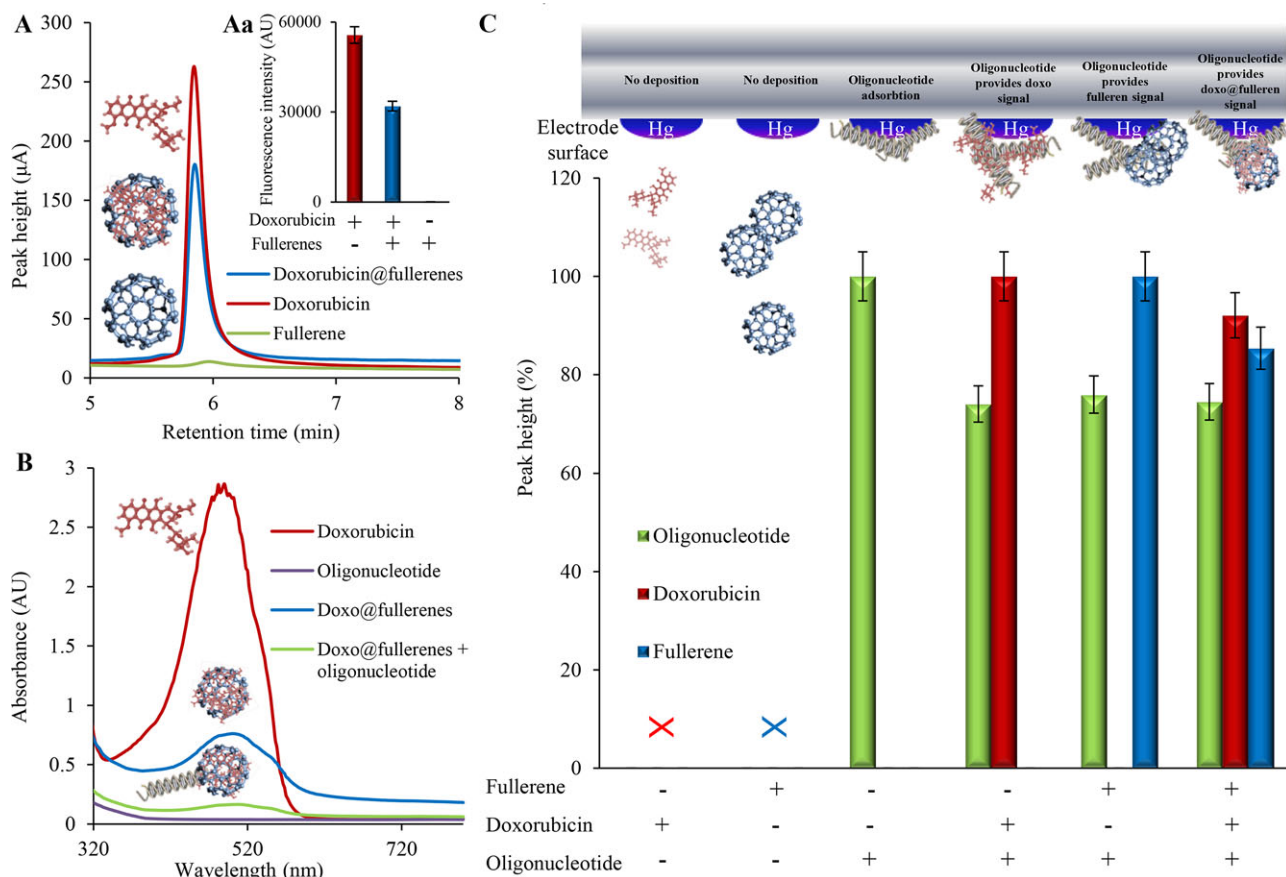 A
Peak height (µA)
300
250
200
150
100
50
0
5
6
7
8
Retention time (min)
Aa
Fluorescence intensity (AU)
60000
30000
0
Doxorubicin + + -
Fullerenes - + +
Doxorubicin@fullerenes
Doxorubicin
Fullerene
B
Absorbance (AU)
3
2.5
2
1.5
1
0.5
0
320
520
720
Wavelength (nm)
Doxorubicin
Oligonucleotide
Doxo@fullerenes
Doxo@fullerenes +
oligonucleotide
C
No deposition
No deposition
Oligonucleotide
adsorbtion
Oligonucleotide
provides doxo
signal
Oligonucleotide
provides
fulleren signal
Oligonucleotide
provides
doxo@fulleren
signal
Electrode
surface
Hg
Hg
Hg
Hg
Hg
Hg
Peak height (%)
120
100
80
60
40
20
0
Oligonucleotide
Doxorubicin
Fullerene
Fullerene - + - - + +
Doxorubicin + - - + - +
Oligonucleotide - - + + + +